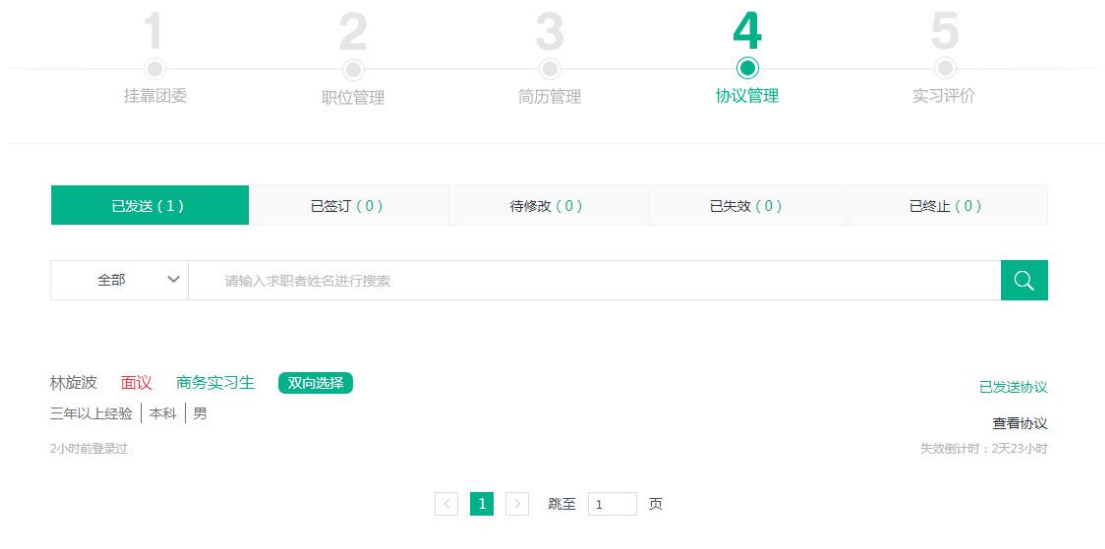 1 2 3 4 5
挂靠团委 职位管理 简历管理 协议管理 实习评价
已发送(1) 已签订(0) 待修改(0) 已失效(0) 已终止(0)
全部 请输入求职者姓名进行搜索
林旋波 面议 商务实习生 双向选择 已发送协议
三年以上经验 本科 男 查看协议
2小时前登录过 失效倒计时：2天23小时
< 1 > 跳至 1 页